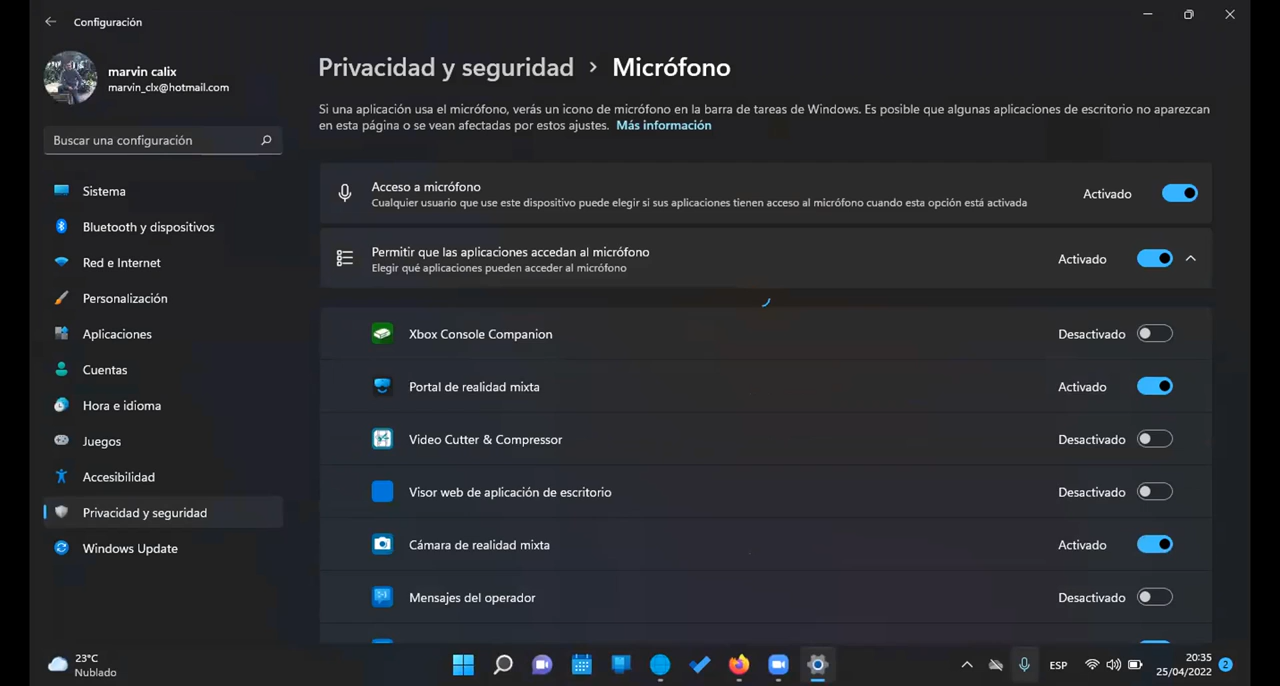 Configuración
marvin calix
marvin_clx@hotmail.com
Buscar una configuración
Sistema
Bluetooth y dispositivos
Red e Internet
Personalización
Aplicaciones
Cuentas
Hora e idioma
Juegos
Accesibilidad
Privacidad y seguridad
Windows Update
Privacidad y seguridad › Micrófono
Si una aplicación usa el micrófono, verás un icono de micrófono en la barra de tareas de Windows. Es posible que algunas aplicaciones de escritorio no aparezcan
en esta página o se vean afectadas por estos ajustes. Más información
Acceso a micrófono
Cualquier usuario que use este dispositivo puede elegir si sus aplicaciones tienen acceso al micrófono cuando esta opción está activada
Activado
Permitir que las aplicaciones accedan al micrófono
Elegir qué aplicaciones pueden acceder al micrófono
Activado
Xbox Console Companion
Desactivado
Portal de realidad mixta
Activado
Video Cutter & Compressor
Desactivado
Visor web de aplicación de escritorio
Desactivado
Cámara de realidad mixta
Activado
Mensajes del operador
Desactivado
23°C
Nublado
ESP
20:35
25/04/2022
2